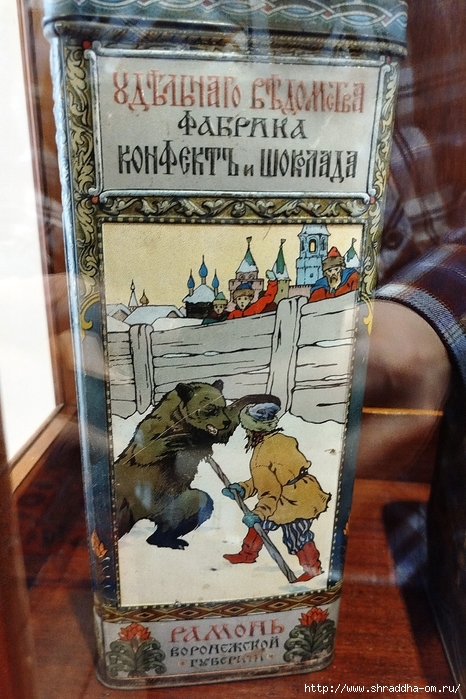 УДѢЛЬНАГО ВѢДОМСТВА
ФАБРИКА
КОНФЕКТЪ и ШОКОЛАДА
РАМОНЬ
ВОРОНЕЖСКОЙ
ГУБЕРНІИ
http://www.shraddha-om.ru/